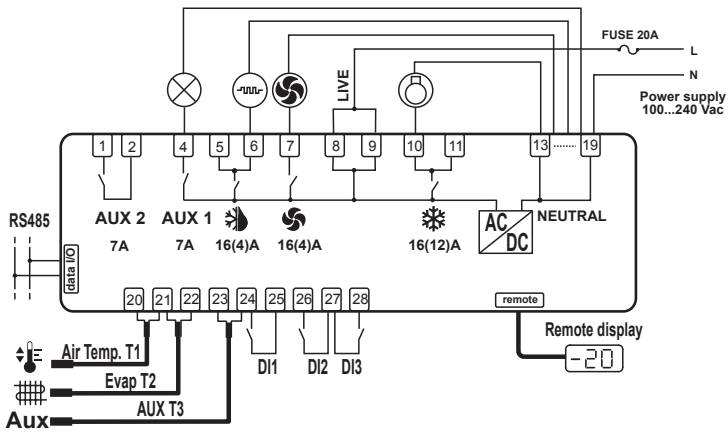 FUSE 20A
L
N
Power supply
100...240 Vac
LIVE
1 2 4 5 6 7 8 9 10 11 13 ........ 19
AUX 2
7A
AUX 1
7A
16(4)A
16(4)A
16(12)A
AC
DC
NEUTRAL
RS485
data I/O
20 21 22 23 24 25 26 27 28
remote
DI1
DI2
DI3
Remote display
-20
Air Temp. T1
Evap T2
AUX T3
Aux